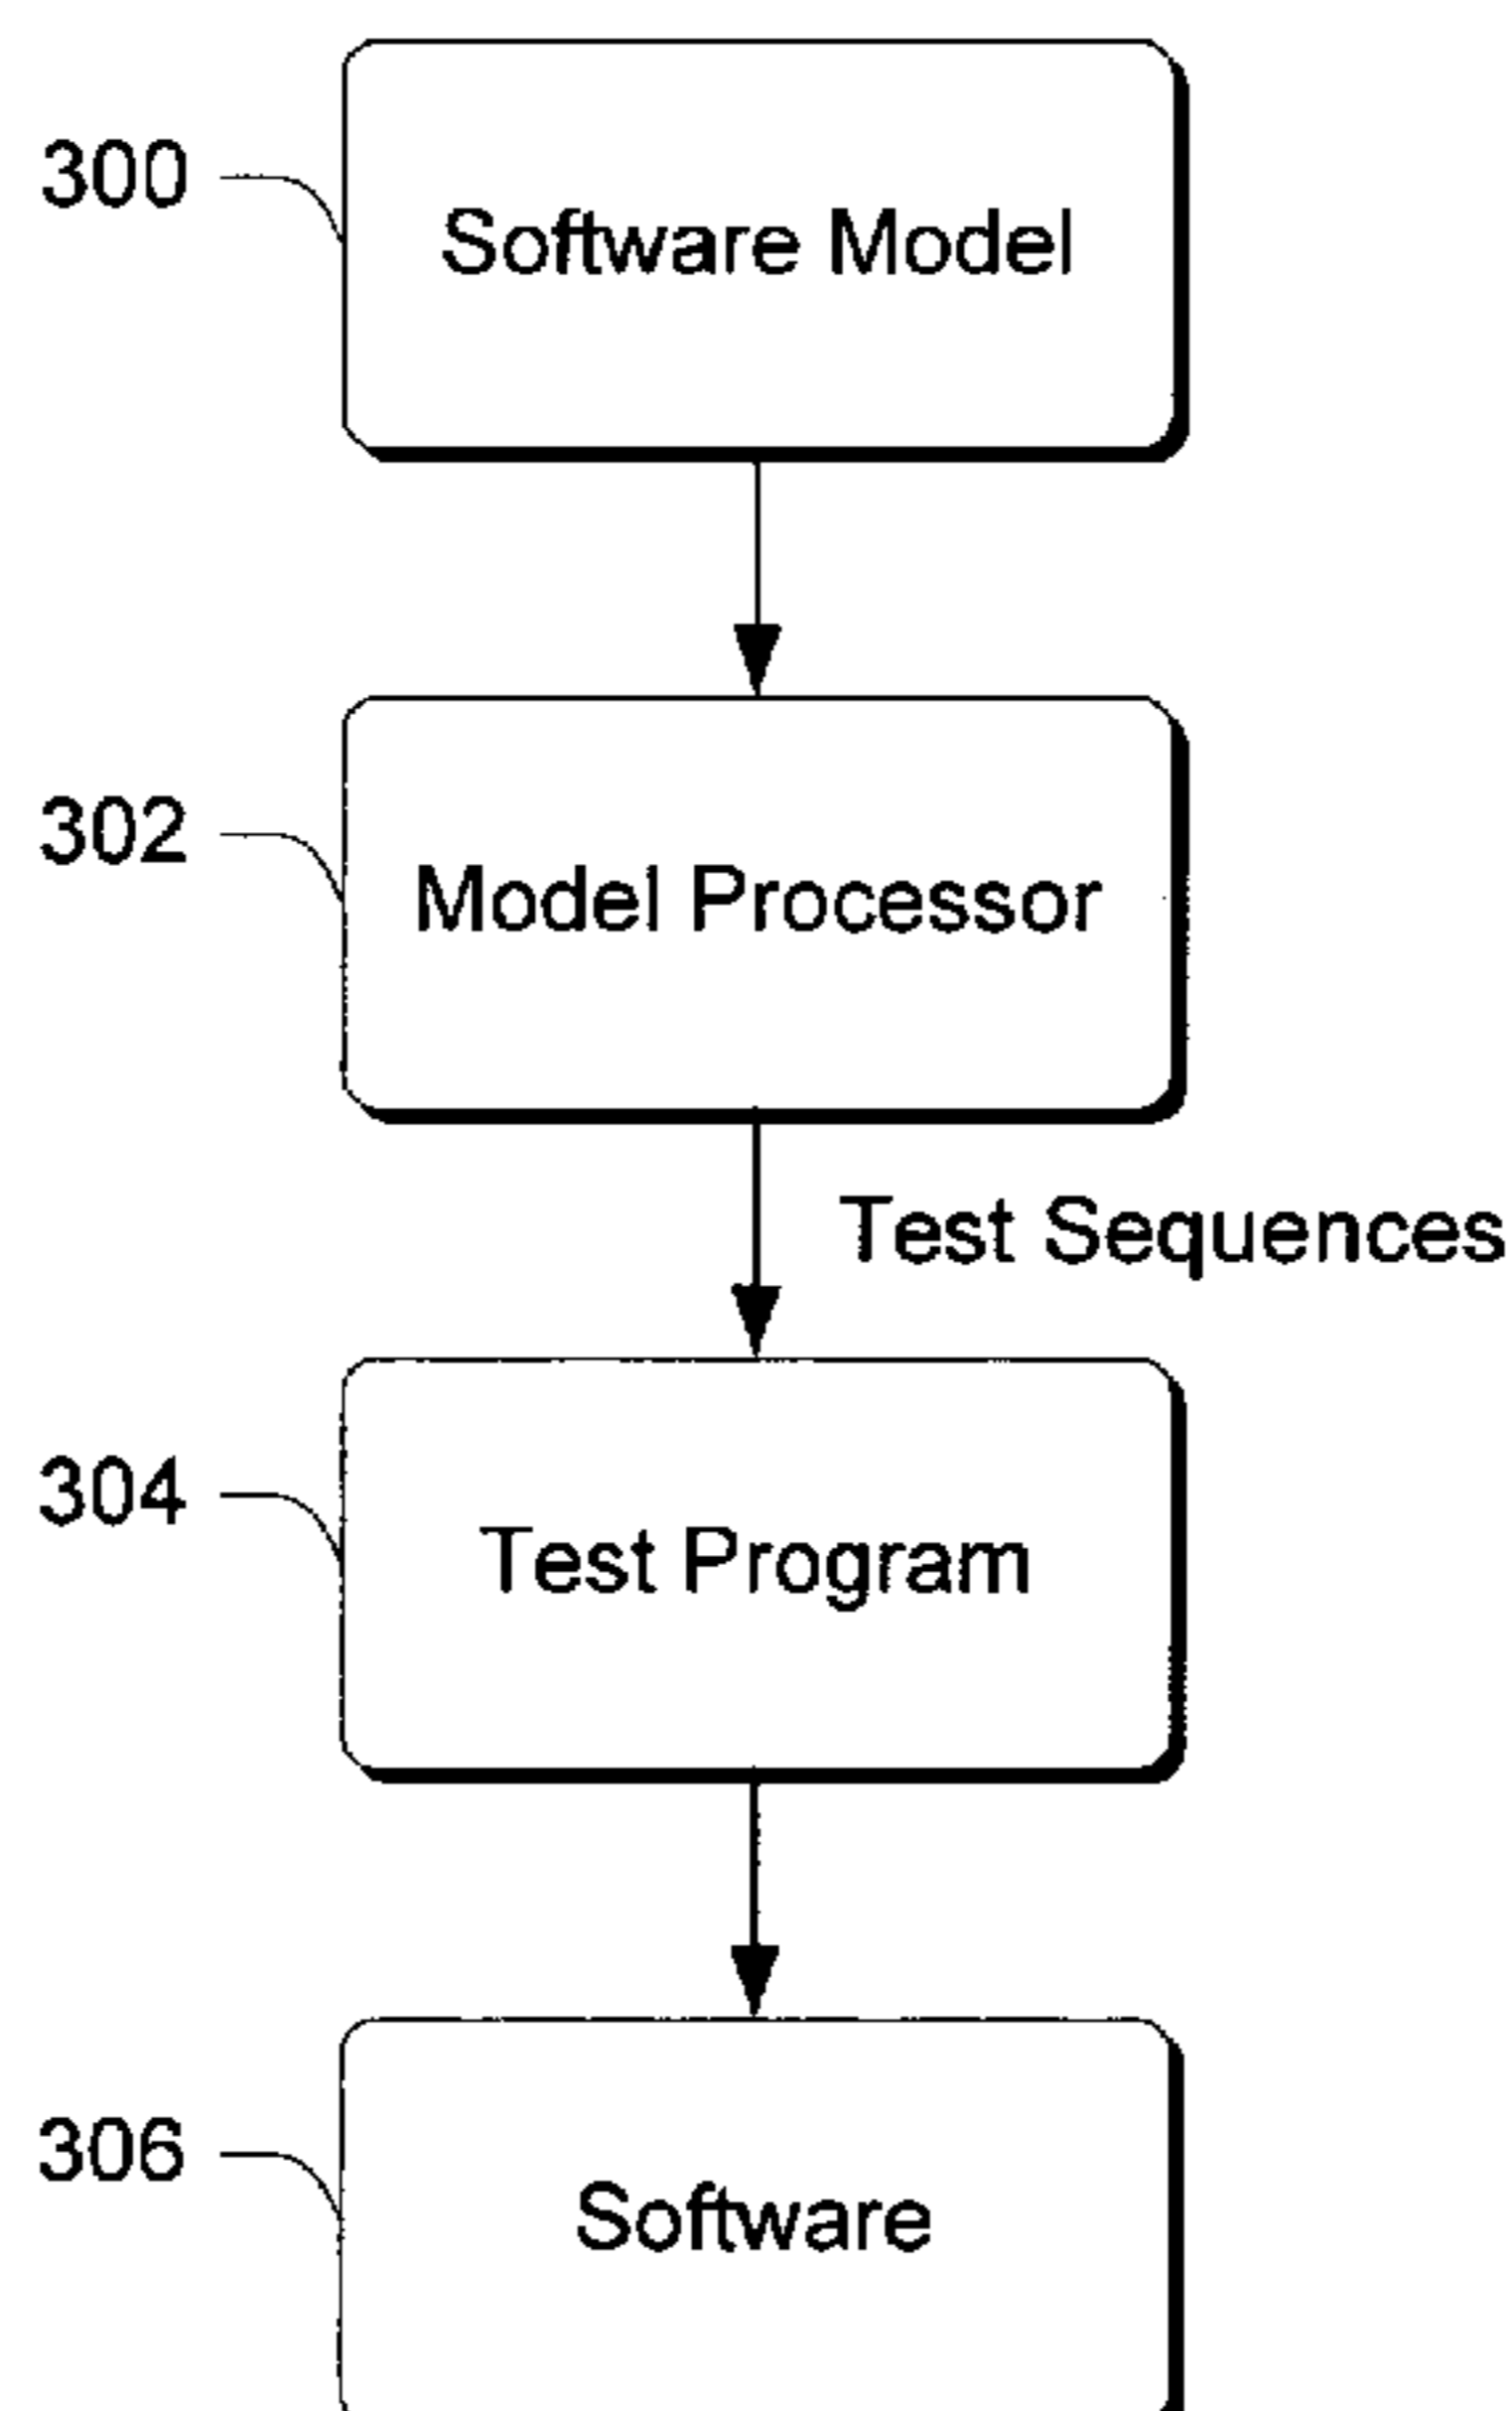 300
Software Model
302
Model Processor
Test Sequences
304
Test Program
306
Software